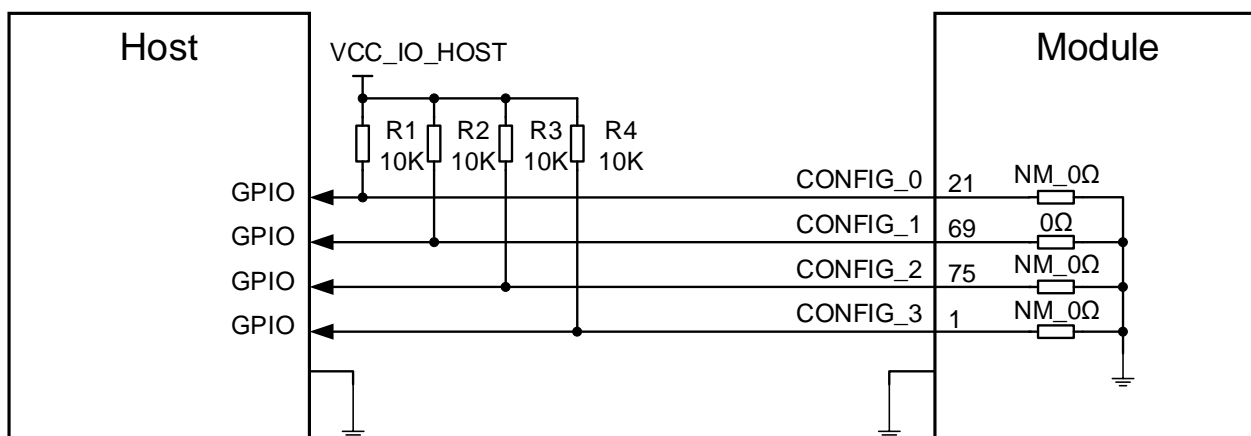 Host
Module
VCC_IO_HOST
R1 R2 R3 R4
10K 10K 10K 10K
GPIO CONFIG_0 21 NM_0Ω
GPIO CONFIG_1 69 0Ω
GPIO CONFIG_2 75 NM_0Ω
GPIO CONFIG_3 1 NM_0Ω